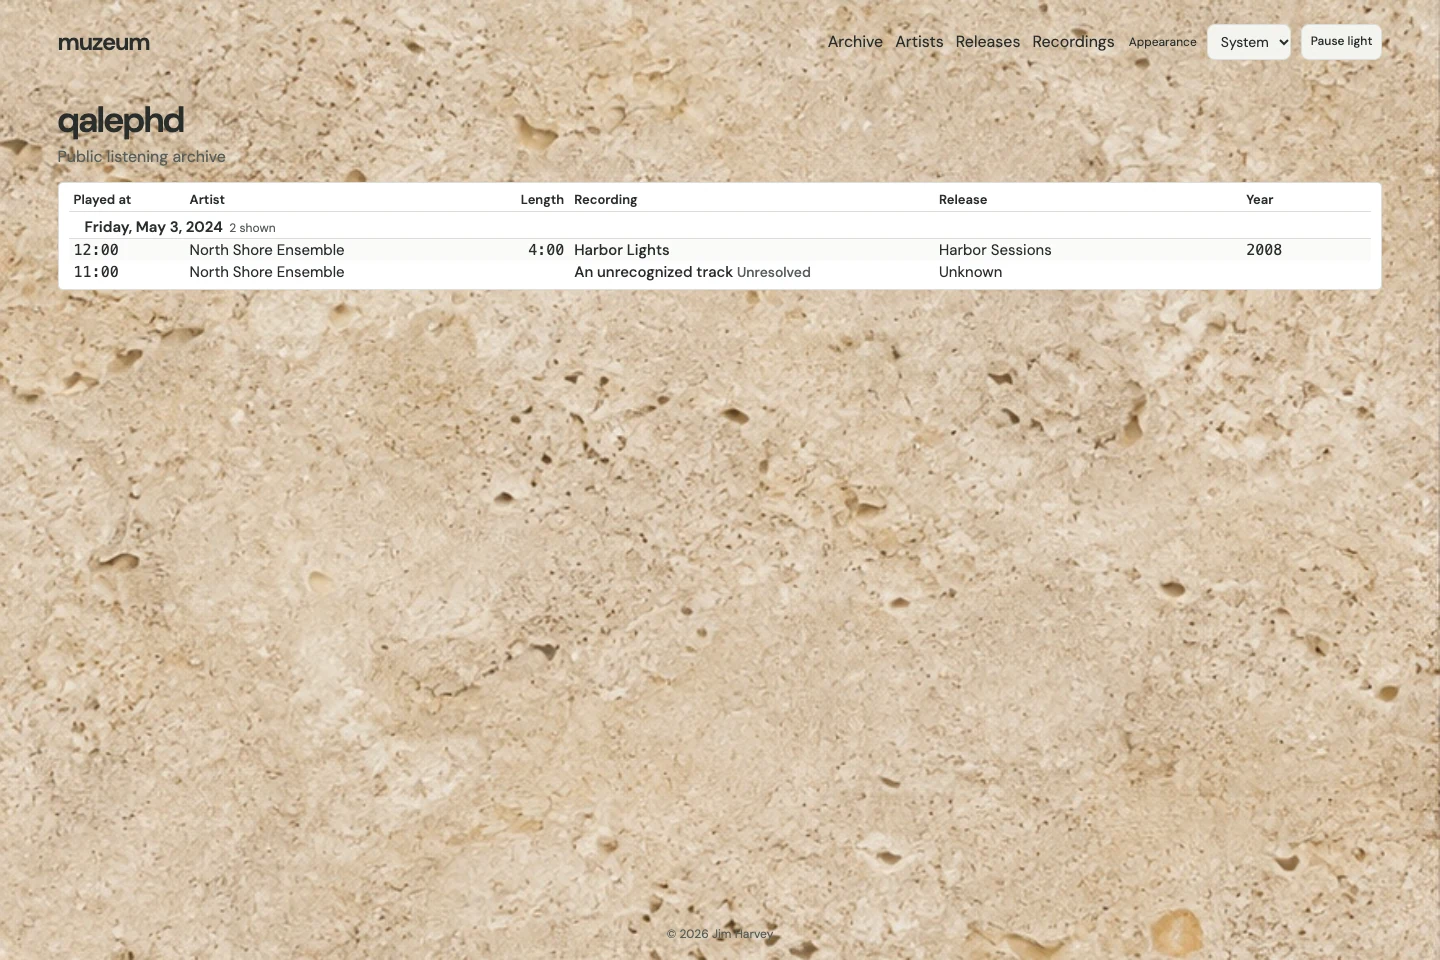 muzeum Archive Artists Releases Recordings Appearance System Pause light
qalephd
Public listening archive
Played at Artist Length Recording Release Year
Friday, May 3, 2024 2 shown
12:00 North Shore Ensemble 4:00 Harbor Lights Harbor Sessions 2008
11:00 North Shore Ensemble An unrecognized track Unresolved Unknown
© 2026 Jim Harvey